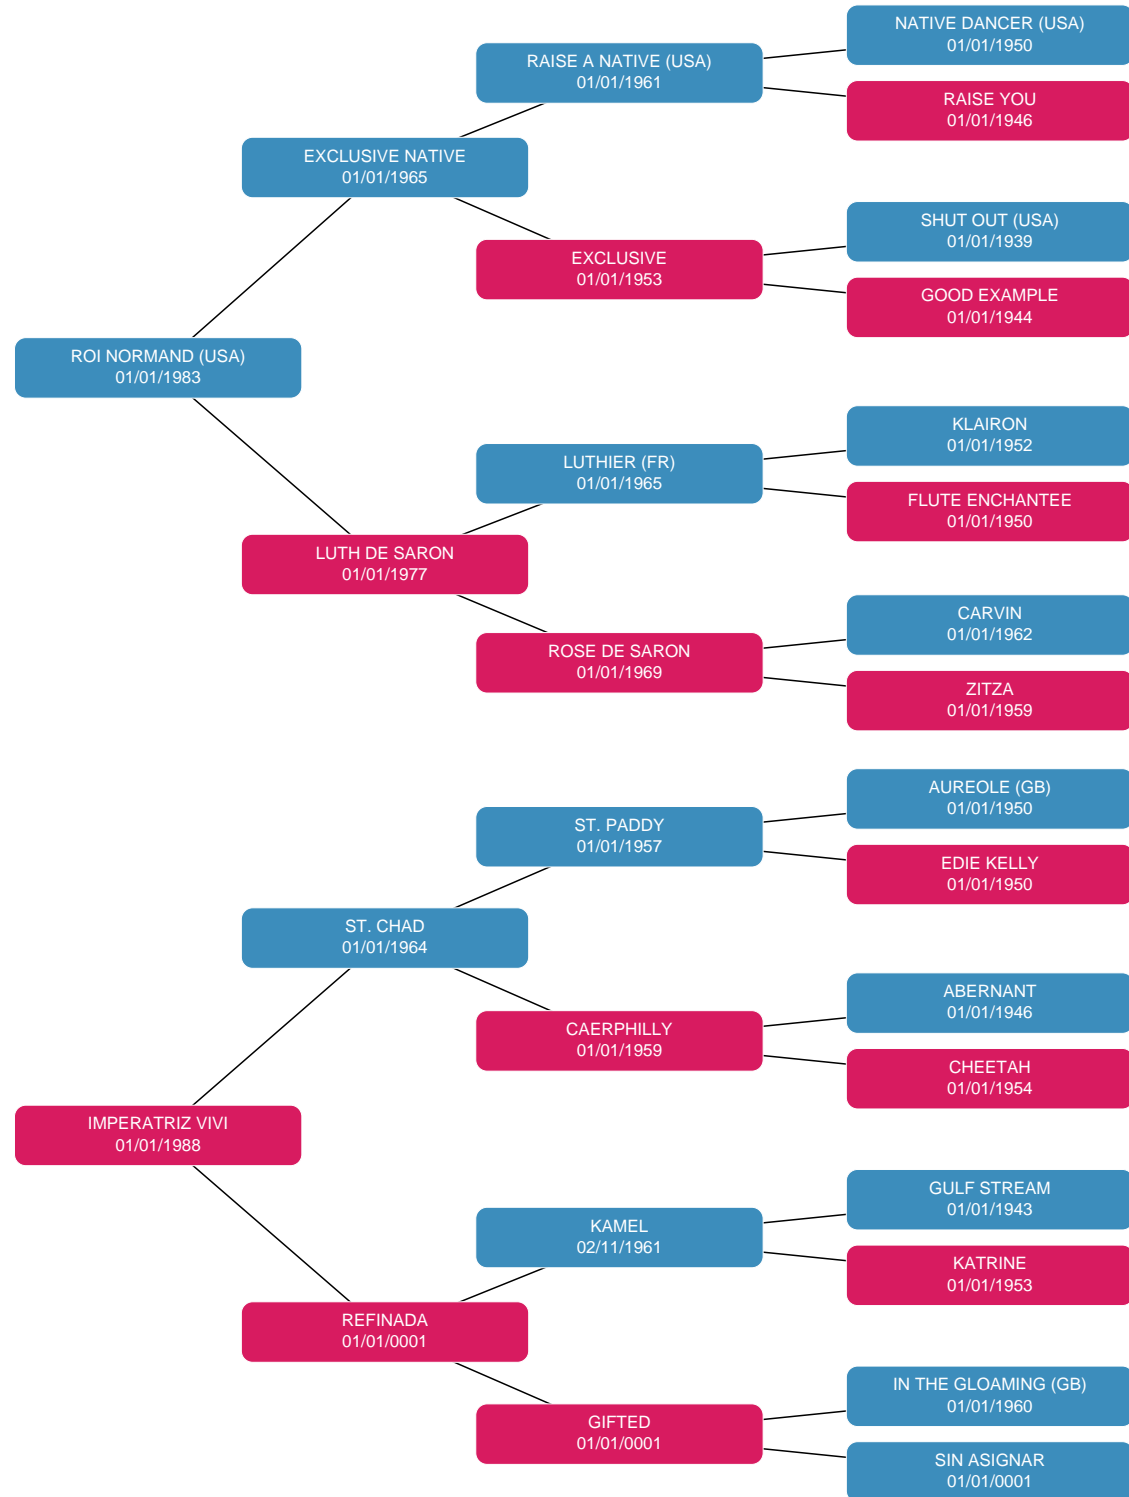 NATIVE DANCER (USA)
01/01/1950
RAISE A NATIVE (USA)
01/01/1961
RAISE YOU
01/01/1946
EXCLUSIVE NATIVE
01/01/1965
SHUT OUT (USA)
01/01/1939
EXCLUSIVE
01/01/1953
GOOD EXAMPLE
01/01/1944
ROI NORMAND (USA)
01/01/1983
KLAIRON
01/01/1952
LUTHIER (FR)
01/01/1965
FLUTE ENCHANTEE
01/01/1950
LUTH DE SARON
01/01/1977
CARVIN
01/01/1962
ROSE DE SARON
01/01/1969
ZITZA
01/01/1959
AUREOLE (GB)
01/01/1950
ST. PADDY
01/01/1957
EDIE KELLY
01/01/1950
ST. CHAD
01/01/1964
ABERNANT
01/01/1946
CAERPHILLY
01/01/1959
CHEETAH
01/01/1954
IMPERATRIZ VIVI
01/01/1988
GULF STREAM
01/01/1943
KAMEL
02/11/1961
KATRINE
01/01/1953
REFINADA
01/01/0001
IN THE GLOAMING (GB)
01/01/1960
GIFTED
01/01/0001
SIN ASIGNAR
01/01/0001